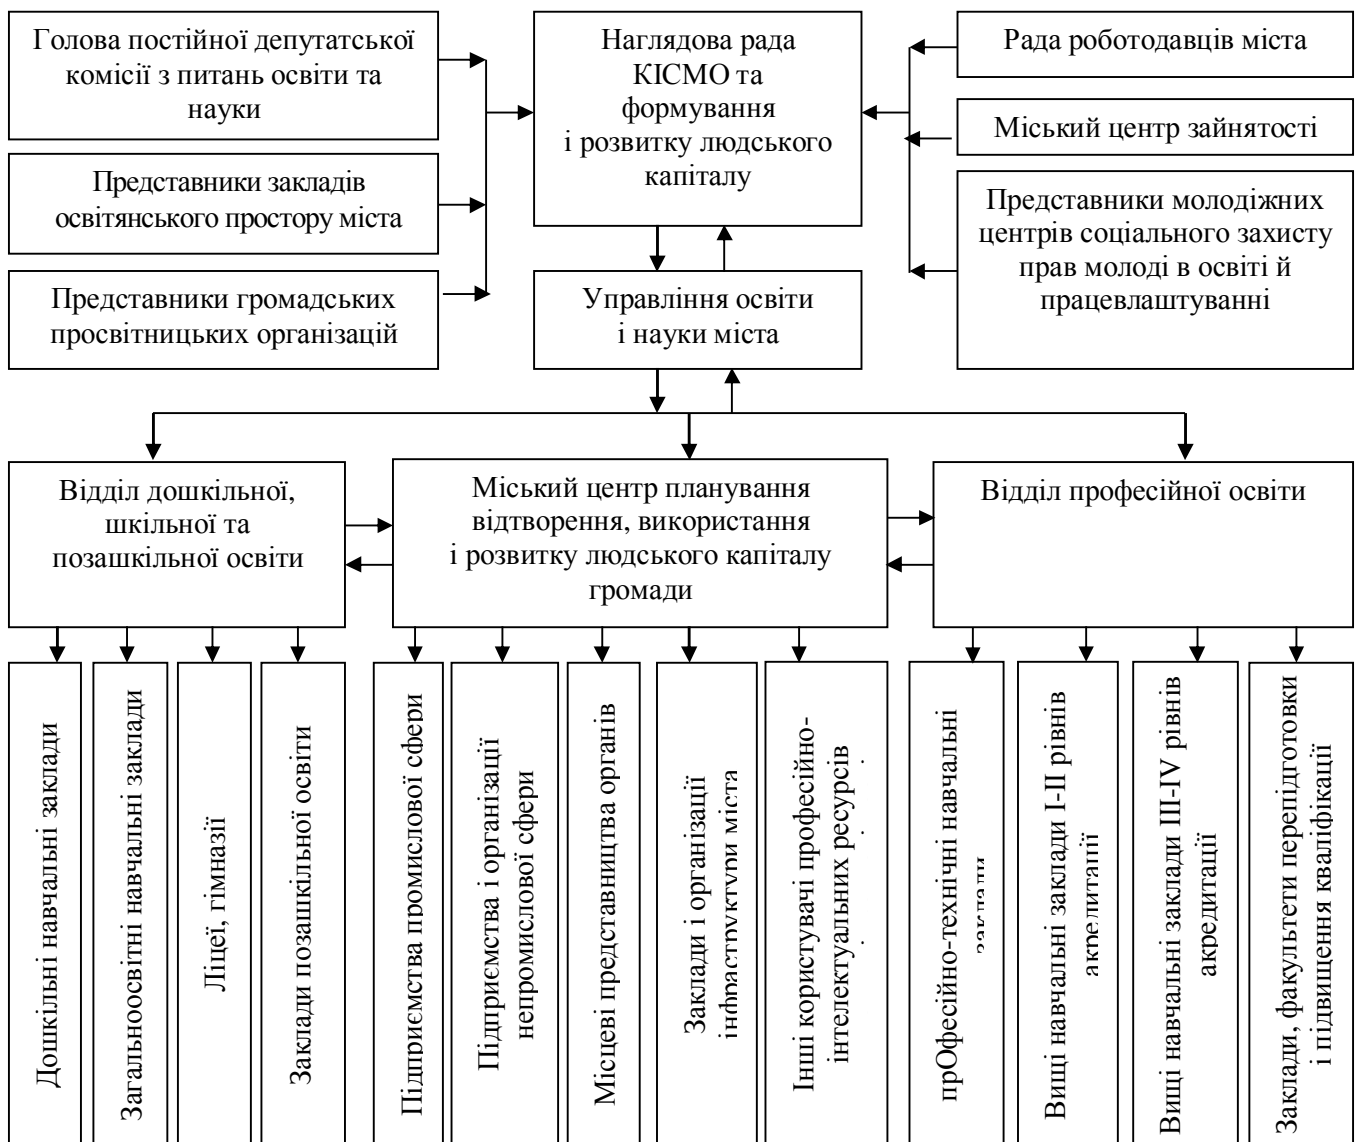 Голова постійної депутатської
комісії з питань освіти та
науки
Представники закладів
освітянського простору міста
Представники громадських
просвітницьких організацій
Наглядова рада
КІСМО та
формування
і розвитку людського
капіталу
Управління освіти
і науки міста
Рада роботодавців міста
Міський центр зайнятості
Представники молодіжних
центрів соціального захисту
прав молоді в освіті й
працевлаштуванні
Відділ дошкільної,
шкільної та
позашкільної освіти
Міський центр планування
відтворення, використання
і розвитку людського капіталу
громади
Відділ професійної освіти
Дошкільні навчальні заклади
Загальноосвітні навчальні заклади
Ліцеї, гімназії
Заклади позашкільної освіти
Підприємства промислової сфери
Підприємства і організації
непромислової сфери
Місцеві представництва органів
Заклади і організації
інфраструктури міста
Інші користувачі професійно-
інтелектуальних ресурсів
прОфесійно-технічні навчальні
заклади
Вищі навчальні заклади І-ІІ рівнів
акредитації
Вищі навчальні заклади ІІІ-ІV рівнів
акредитації
Заклади, факультети перепідготовки
і підвищення кваліфікації